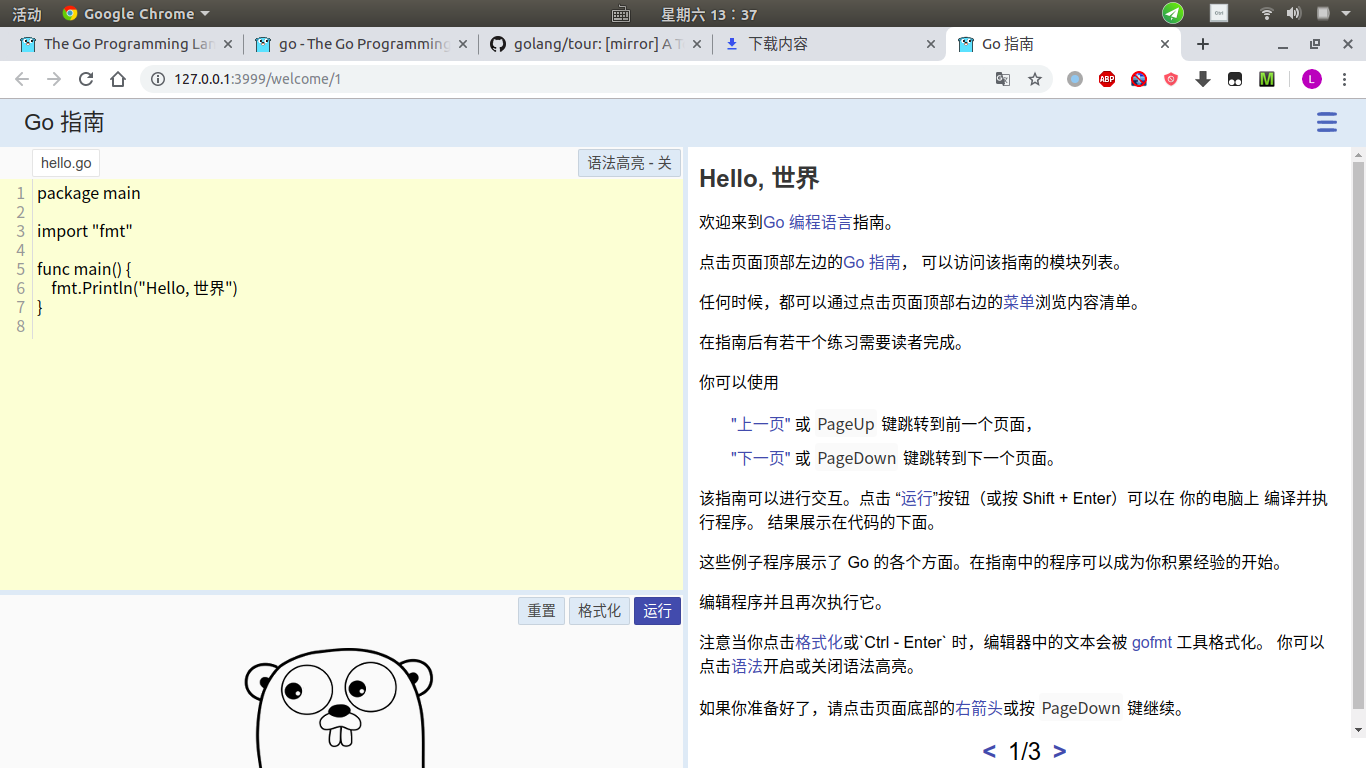 活动 Google Chrome 星期六 13：37
The Go Programming Lan go - The Go Programming golang/tour: [mirror] A T 下载内容 Go 指南
127.0.0.1:3999/welcome/1 ABP M L
Go 指南
hello.go 语法高亮 - 关
1 package main
2
3 import "fmt"
4
5 func main() {
6 fmt.Println("Hello, 世界")
7 }
8
重置 格式化 运行
Hello, 世界
欢迎来到Go 编程语言指南。
点击页面顶部左边的Go 指南， 可以访问该指南的模块列表。
任何时候，都可以通过点击页面顶部右边的菜单浏览内容清单。
在指南后有若干个练习需要读者完成。
你可以使用
"上一页" 或 PageUp 键跳转到前一个页面，
"下一页" 或 PageDown 键跳转到下一个页面。
该指南可以进行交互。点击 “运行”按钮（或按 Shift + Enter）可以在 你的电脑上 编译并执
行程序。 结果展示在代码的下面。
这些例子程序展示了 Go 的各个方面。在指南中的程序可以成为你积累经验的开始。
编辑程序并且再次执行它。
注意当你点击格式化或`Ctrl - Enter` 时，编辑器中的文本会被 gofmt 工具格式化。 你可以
点击语法开启或关闭语法高亮。
如果你准备好了，请点击页面底部的右箭头或按 PageDown 键继续。
< 1/3 >